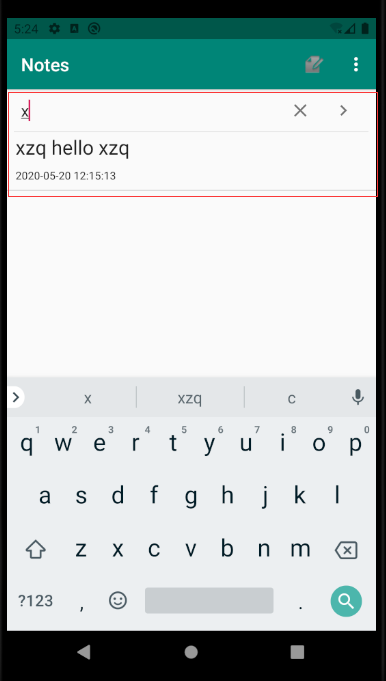 5:24
Notes
x
xzq hello xzq
2020-05-20 12:15:13
x xzq c
1 2 3 4 5 6 7 8 9 0
q w e r t y u i o p
a s d f g h j k l
z x c v b n m
?123 , .